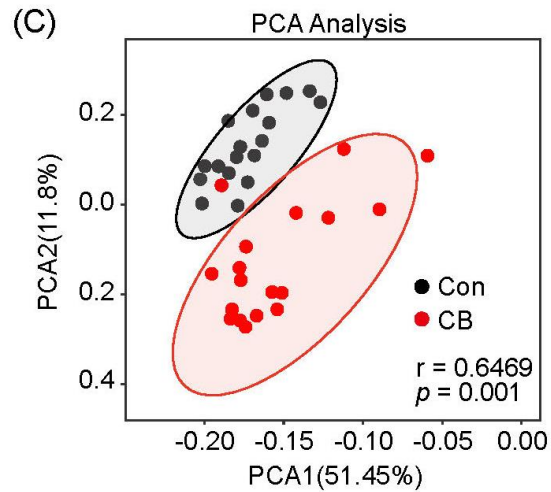 (C)
PCA Analysis
PCA2(11.8%)
0.2
0.0
0.2
0.4
Con
CB
r = 0.6469
p = 0.001
-0.20 -0.15 -0.10 -0.05 0.00
PCA1(51.45%)